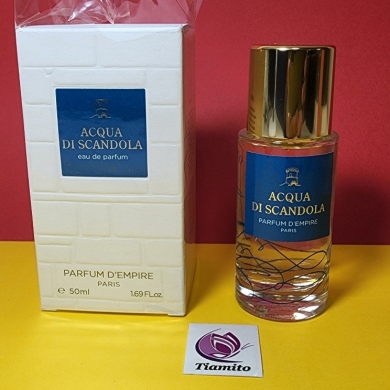 ACQUA
DI SCANDOLA
eau de parfum
PARFUM D'EMPIRE
PARIS
e 50ml 1.69 FL.oz.
ACQUA
DI SCANDOLA
PARFUM D'EMPIRE
PARIS
Tiamito